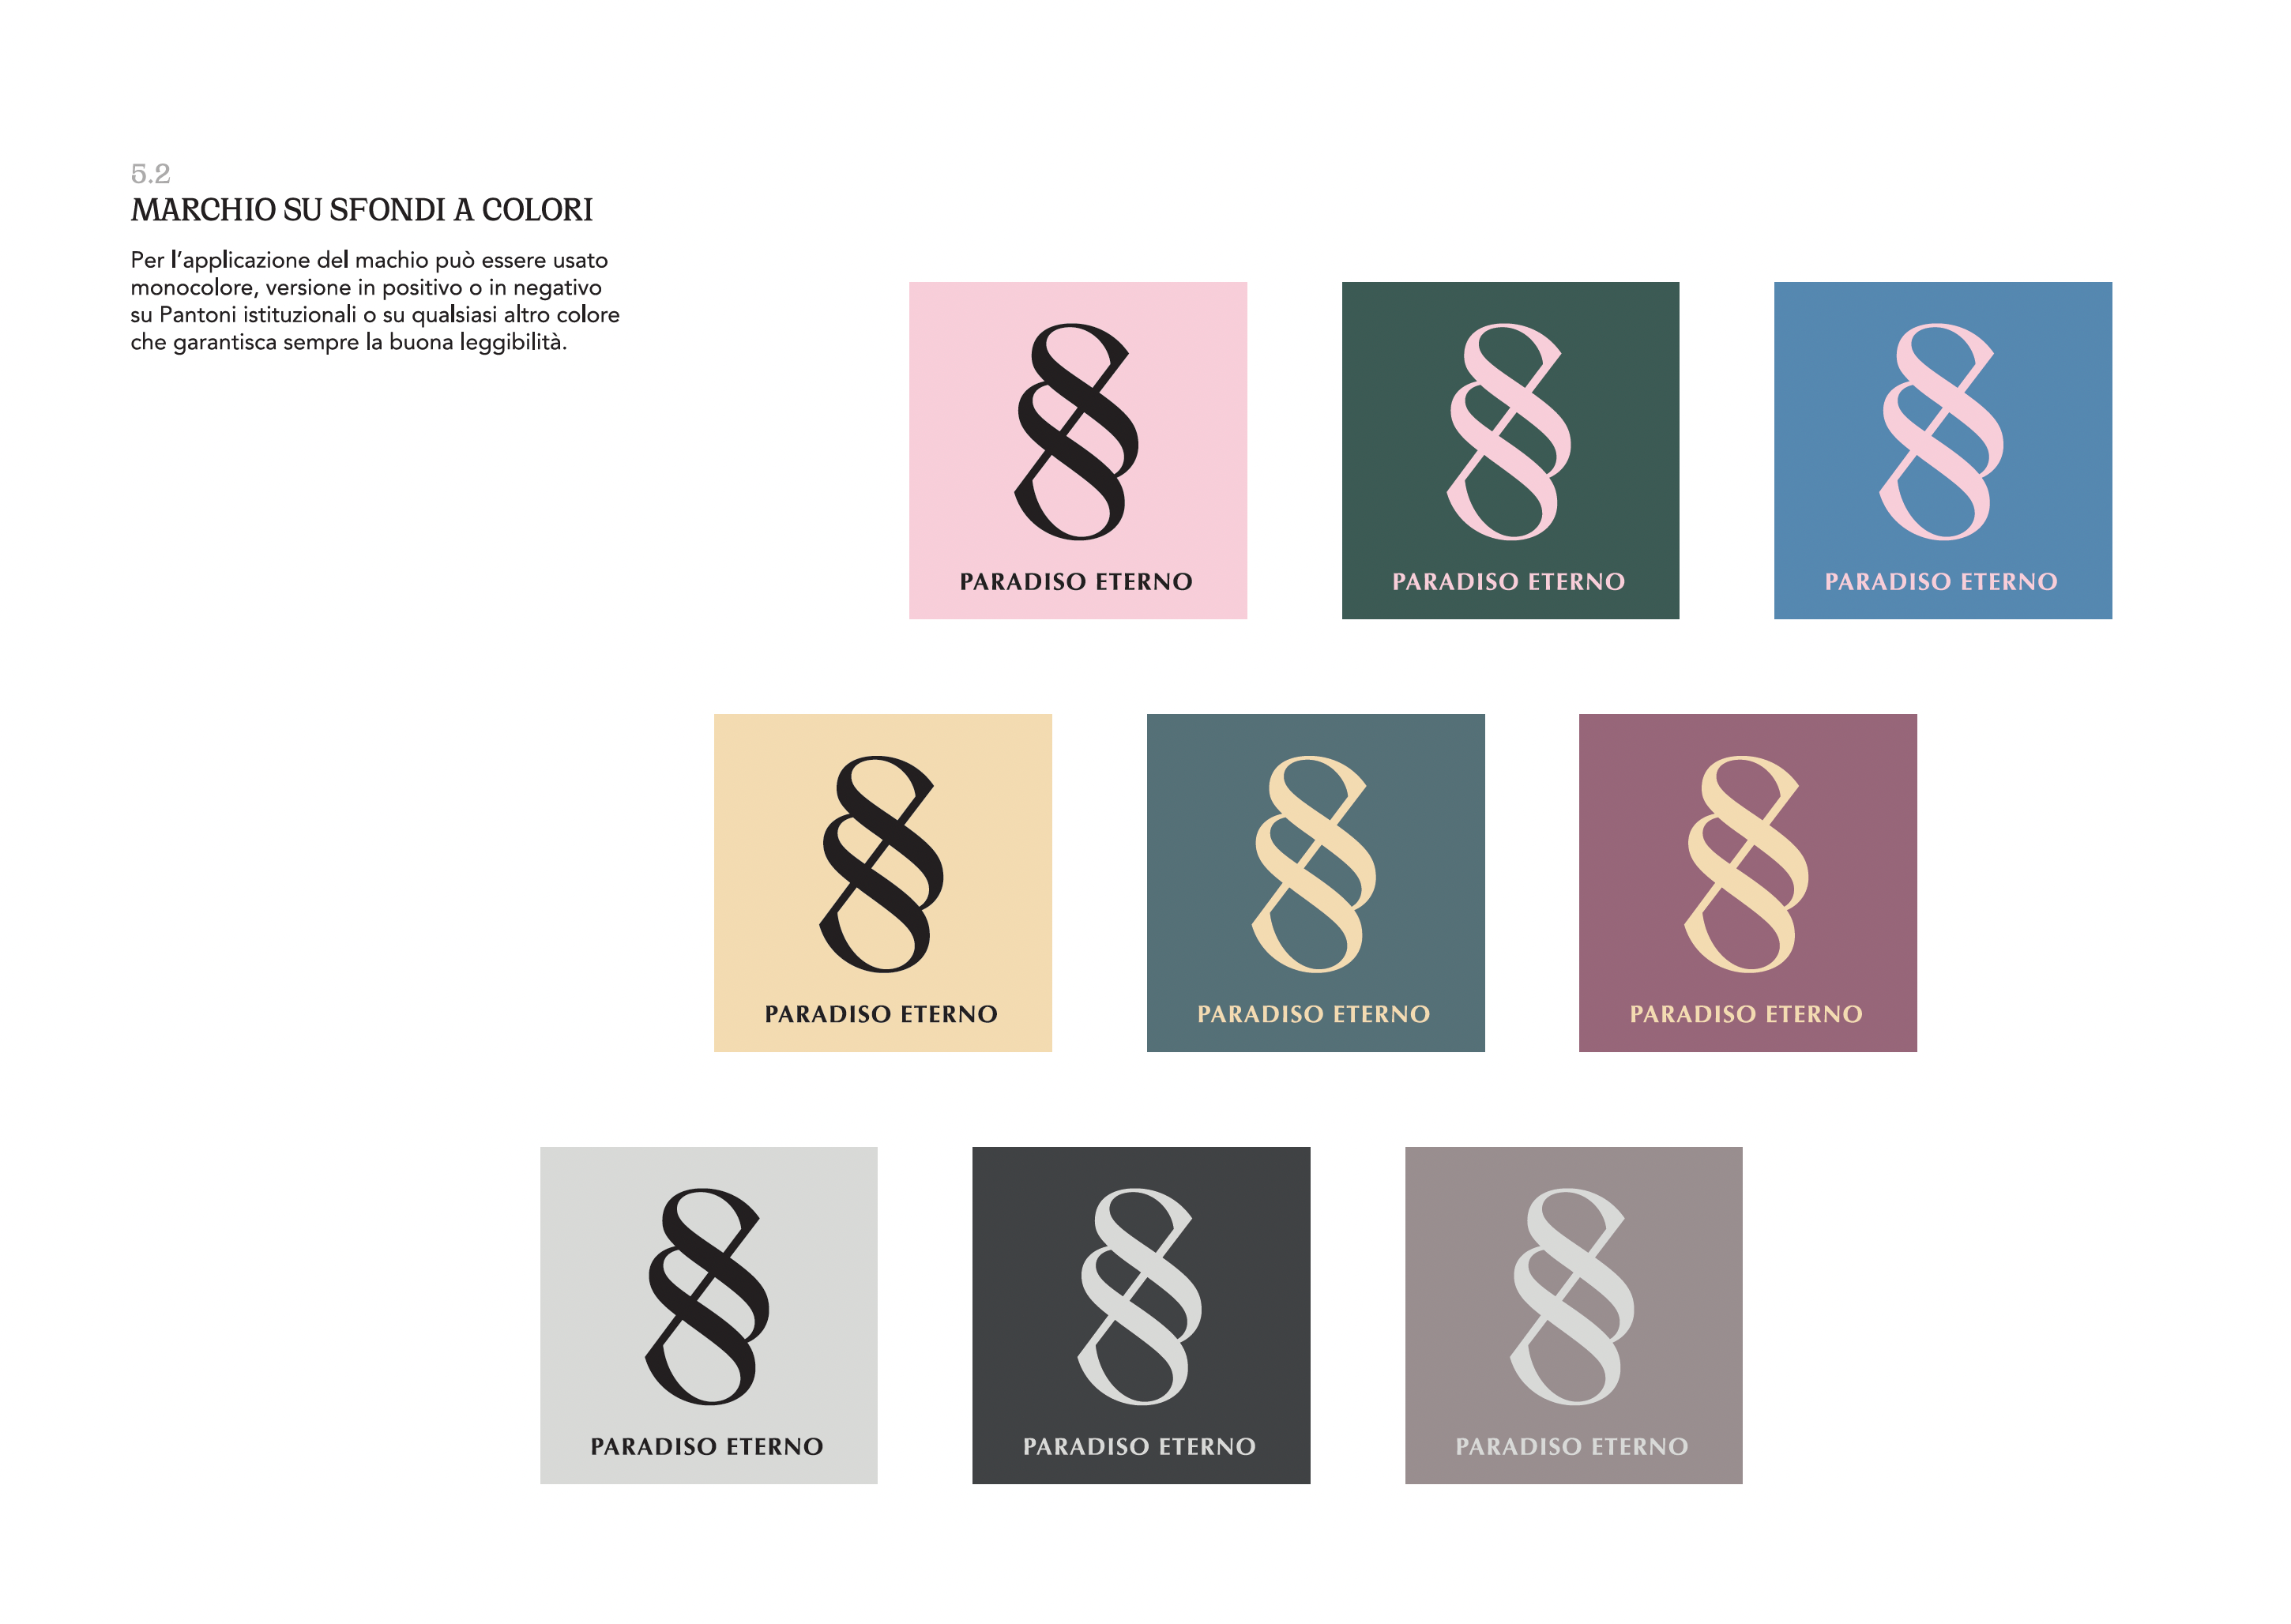 5.2
MARCHIO SU SFONDI A COLORI
Per l’applicazione del machio può essere usato
monocolore, versione in positivo o in negativo
su Pantoni istituzionali o su qualsiasi altro colore
che garantisca sempre la buona leggibilità.
PARADISO ETERNO
PARADISO ETERNO
PARADISO ETERNO
PARADISO ETERNO
PARADISO ETERNO
PARADISO ETERNO
PARADISO ETERNO
PARADISO ETERNO
PARADISO ETERNO